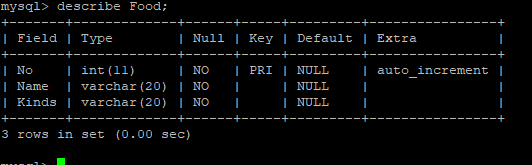 mysql> describe Food;
+-------+-------------+------+-----+---------+----------------+
| Field | Type        | Null | Key | Default | Extra          |
+-------+-------------+------+-----+---------+----------------+
| No    | int(11)     | NO   | PRI | NULL    | auto_increment |
| Name  | varchar(20) | NO   |     | NULL    |                |
| Kinds | varchar(20) | NO   |     | NULL    |                |
+-------+-------------+------+-----+---------+----------------+
3 rows in set (0.00 sec)
mysql>